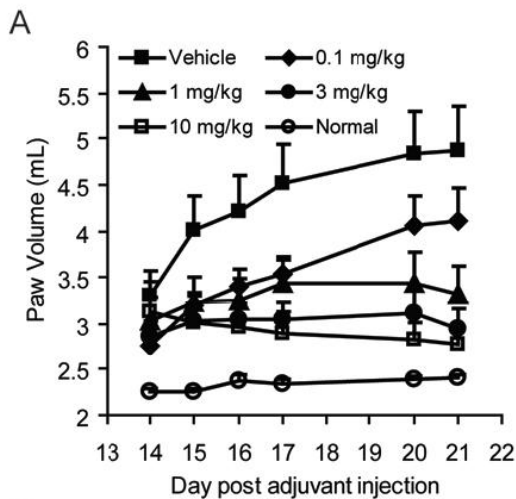 A
6
Vehicle 0.1 mg/kg
5.5
1 mg/kg 3 mg/kg
10 mg/kg Normal
5
4.5
4
3.5
3
2.5
2
Paw Volume (mL)
13 14 15 16 17 18 19 20 21 22
Day post adjuvant injection